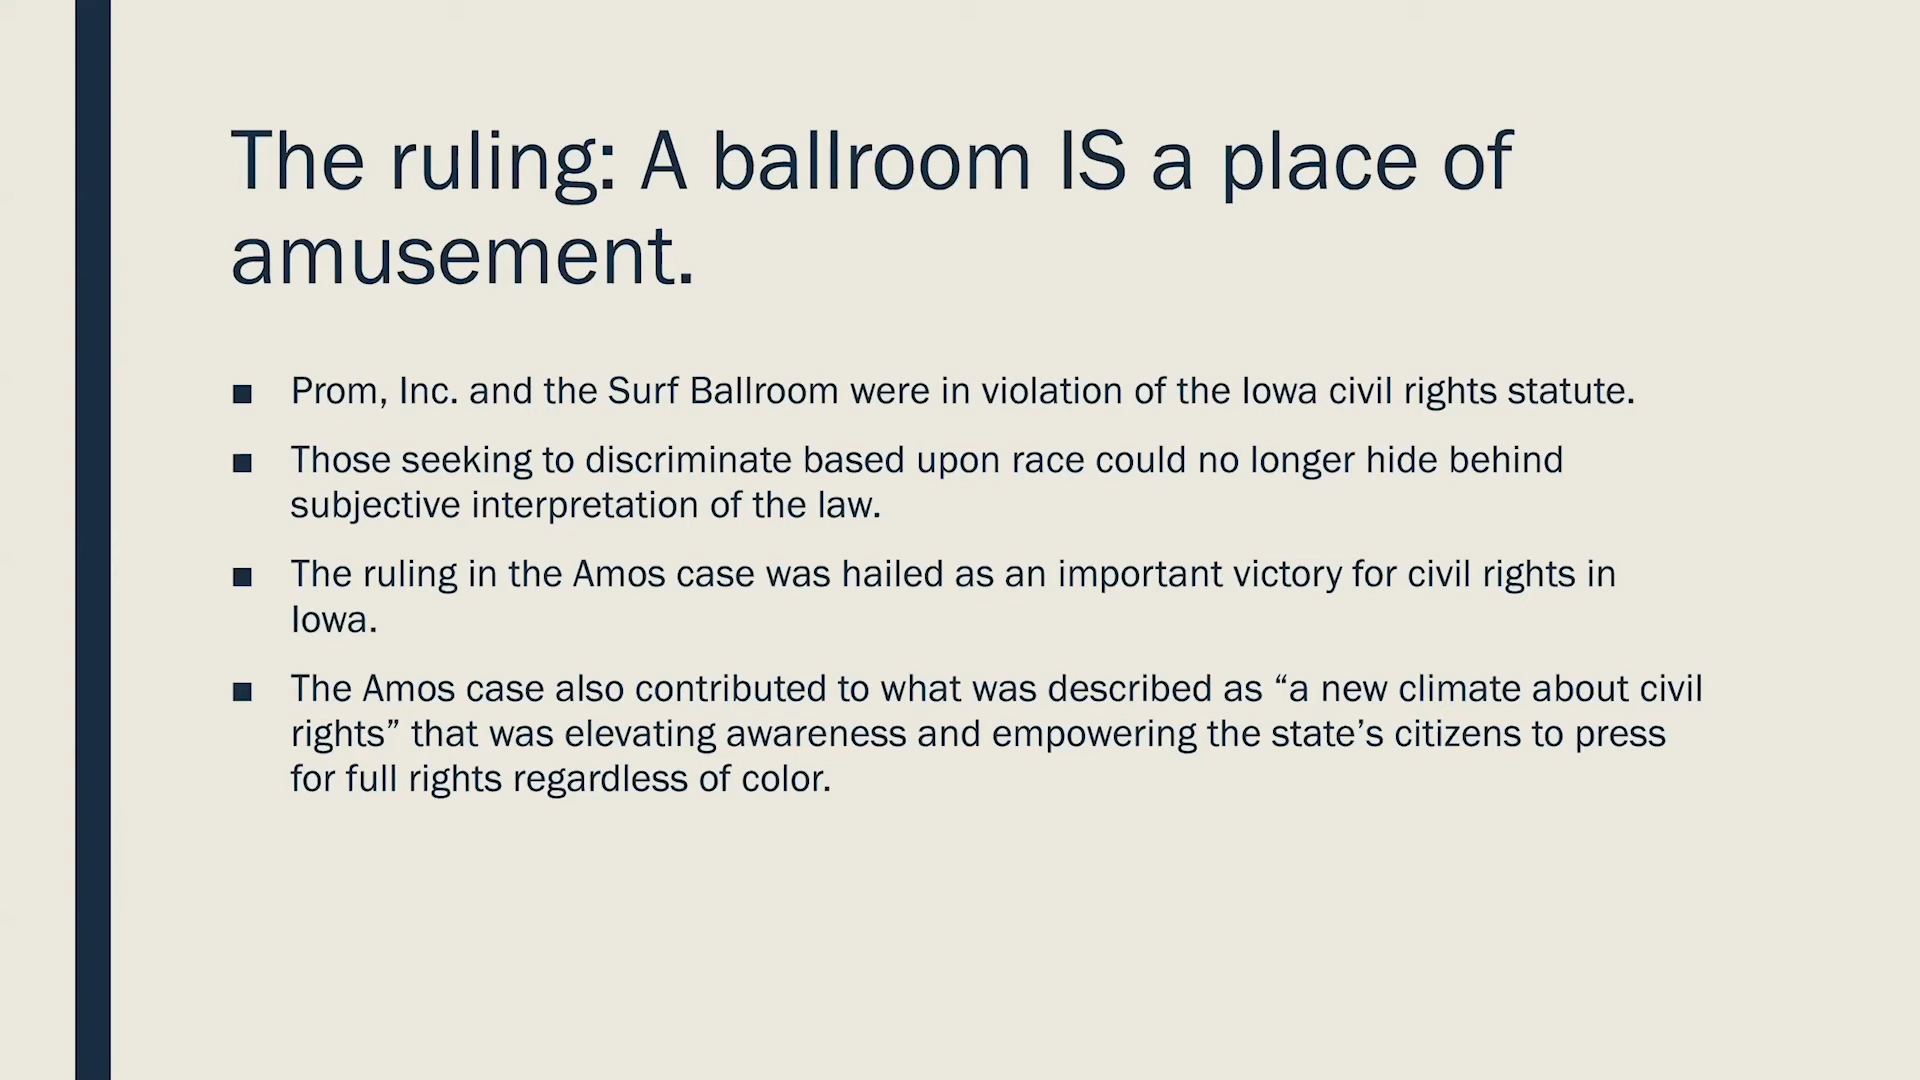 The ruling: A ballroom IS a place of
amusement.
■ Prom, Inc. and the Surf Ballroom were in violation of the Iowa civil rights statute.
■ Those seeking to discriminate based upon race could no longer hide behind
subjective interpretation of the law.
■ The ruling in the Amos case was hailed as an important victory for civil rights in
Iowa.
■ The Amos case also contributed to what was described as “a new climate about civil
rights” that was elevating awareness and empowering the state’s citizens to press
for full rights regardless of color.